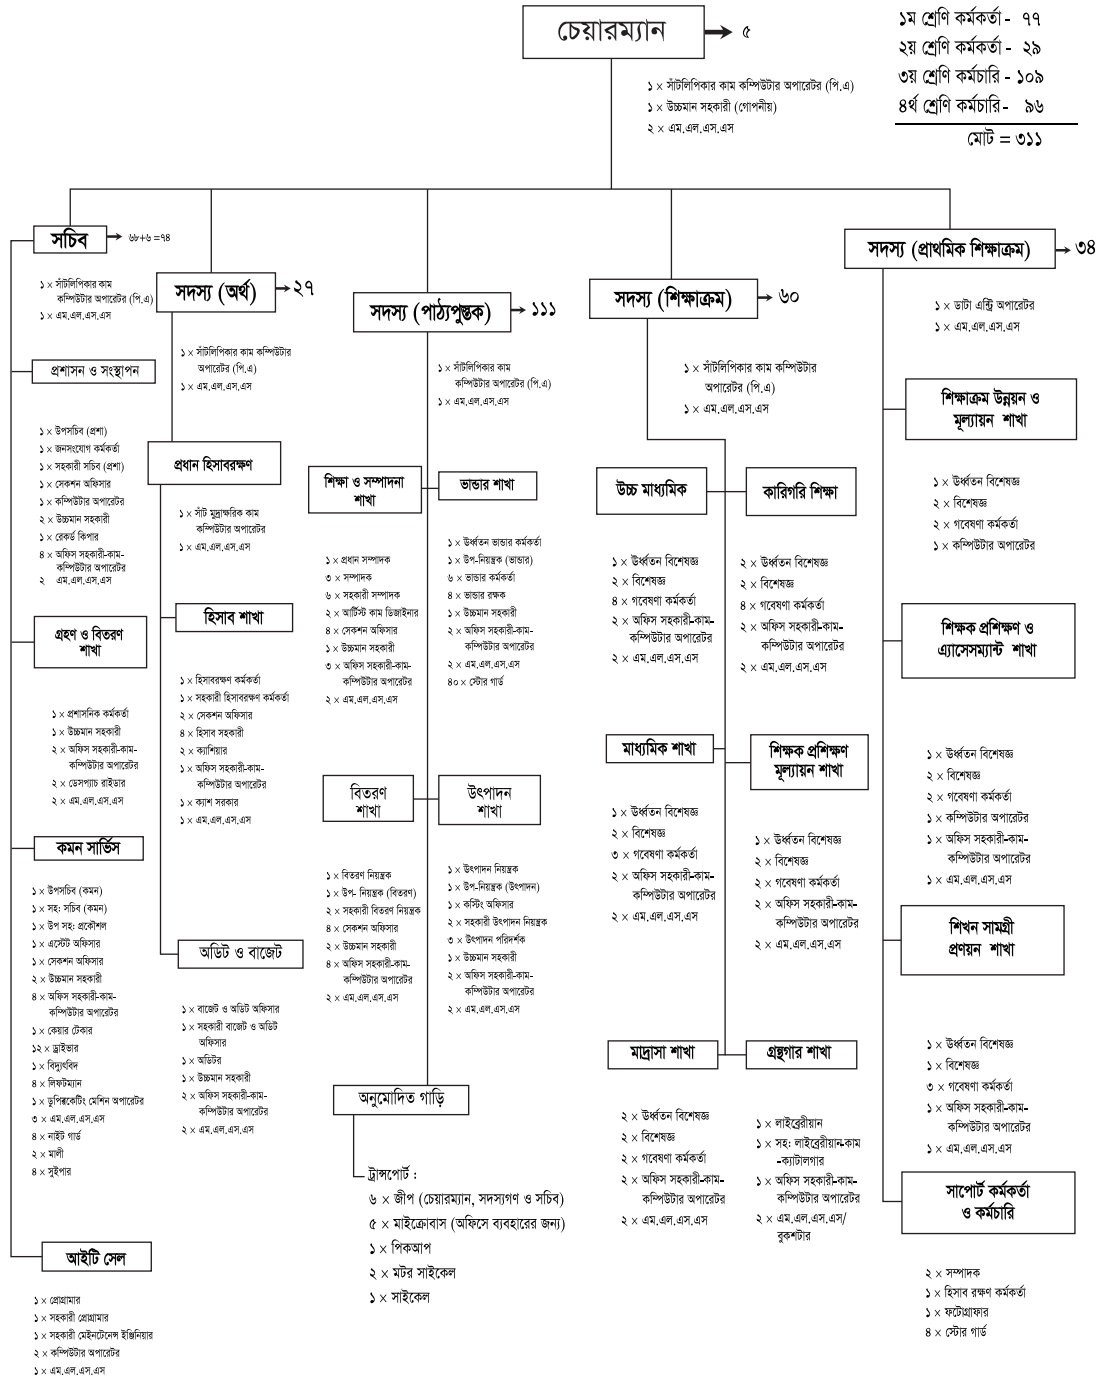 চেয়ারম্যান
৫
১ × সাঁটলিপিকার কাম কম্পিউটার অপারেটর (পি.এ)
১ × উচ্চমান সহকারী (গোপনীয়)
২ × এম.এল.এস.এস
১ম শ্রেণি কর্মকর্তা - ৭৭
২য় শ্রেণি কর্মকর্তা - ২৯
৩য় শ্রেণি কর্মচারি - ১০৯
৪র্থ শ্রেণি কর্মচারি - ৯৬
মোট = ৩১১
সচিব
৬৮+৬ =৭৪
১ × সাঁটলিপিকার কাম
কম্পিউটার অপারেটর (পি.এ)
১ × এম.এল.এস.এস
প্রশাসন ও সংস্থাপন
১ × উপসচিব (প্রশা)
১ × জনসংযোগ কর্মকর্তা
১ × সহকারী সচিব (প্রশা)
১ × সেকশন অফিসার
১ × কম্পিউটার অপারেটর
২ × উচ্চমান সহকারী
১ × রেকর্ড কিপার
৪ × অফিস সহকারী-কাম-
কম্পিউটার অপারেটর
২ এম.এল.এস.এস
গ্রহণ ও বিতরণ
শাখা
১ × প্রশাসনিক কর্মকর্তা
১ × উচ্চমান সহকারী
২ × অফিস সহকারী-কাম-
কম্পিউটার অপারেটর
২ × ডেসপ্যাচ রাইডার
২ × এম.এল.এস.এস
কমন সার্ভিস
১ × উপসচিব (কমন)
১ × সহ: সচিব (কমন)
১ × উপ সহ: প্রকৌশল
১ × এস্টেট অফিসার
১ × সেকশন অফিসার
২ × উচ্চমান সহকারী
৪ × অফিস সহকারী-কাম-
কম্পিউটার অপারেটর
১ × কেয়ার টেকার
১২ × ড্রাইভার
১ × বিদ্যুৎবিদ
৪ × লিফটম্যান
১ × ডুপ্লিকেটিং মেশিন অপারেটর
৩ × এম.এল.এস.এস
৪ × নাইট গার্ড
২ × মালী
৪ × সুইপার
আইটি সেল
১ × প্রোগ্রামার
১ × সহকারী প্রোগ্রামার
১ × সহকারী মেইনটেনেন্স ইঞ্জিনিয়ার
২ × কম্পিউটার অপারেটর
১ × এম.এল.এস.এস
সদস্য (অর্থ)
২৭
১ × সাঁটলিপিকার কাম কম্পিউটার
অপারেটর (পি.এ)
১ × এম.এল.এস.এস
প্রধান হিসাবরক্ষণ
১ × সাঁট মুদ্রাক্ষরিক কাম
কম্পিউটার অপারেটর
১ × এম.এল.এস.এস
হিসাব শাখা
১ × হিসাবরক্ষণ কর্মকর্তা
১ × সহকারী হিসাবরক্ষণ কর্মকর্তা
২ × সেকশন অফিসার
৪ × হিসাব সহকারী
২ × ক্যাশিয়ার
১ × অফিস সহকারী-কাম-
কম্পিউটার অপারেটর
১ × ক্যাশ সরকার
১ × এম.এল.এস.এস
অডিট ও বাজেট
১ × বাজেট ও অডিট অফিসার
১ × সহকারী বাজেট ও অডিট
অফিসার
১ × অডিটর
১ × উচ্চমান সহকারী
২ × অফিস সহকারী-কাম-
কম্পিউটার অপারেটর
২ × এম.এল.এস.এস
সদস্য (পাঠ্যপুস্তক)
১১১
১ × সাঁটলিপিকার কাম
কম্পিউটার অপারেটর (পি.এ)
১ × এম.এল.এস.এস
শিক্ষা ও সম্পাদনা
শাখা
১ × প্রধান সম্পাদক
৩ × সম্পাদক
৬ × সহকারী সম্পাদক
২ × আর্টিস্ট কাম ডিজাইনার
৪ × সেকশন অফিসার
১ × উচ্চমান সহকারী
৩ × অফিস সহকারী-কাম-
কম্পিউটার অপারেটর
২ × এম.এল.এস.এস
ভান্ডার শাখা
১ × উর্ধ্বতন ভান্ডার কর্মকর্তা
১ × উপ-নিয়ন্ত্রক (ভান্ডার)
৬ × ভান্ডার কর্মকর্তা
৪ × ভান্ডার রক্ষক
১ × উচ্চমান সহকারী
২ × অফিস সহকারী-কাম-
কম্পিউটার অপারেটর
২ × এম.এল.এস.এস
৪০ × স্টোর গার্ড
বিতরণ
শাখা
১ × বিতরণ নিয়ন্ত্রক
১ × উপ- নিয়ন্ত্রক (বিতরণ)
২ × সহকারী বিতরণ নিয়ন্ত্রক
৪ × সেকশন অফিসার
২ × উচ্চমান সহকারী
৪ × অফিস সহকারী-কাম-
কম্পিউটার অপারেটর
২ × এম.এল.এস.এস
উৎপাদন
শাখা
১ × উৎপাদন নিয়ন্ত্রক
১ × উপ-নিয়ন্ত্রক (উৎপাদন)
১ × কস্টিং অফিসার
২ × সহকারী উৎপাদন নিয়ন্ত্রক
৩ × উৎপাদন পরিদর্শক
১ × উচ্চমান সহকারী
২ × অফিস সহকারী-কাম-
কম্পিউটার অপারেটর
২ × এম.এল.এস.এস
অনুমোদিত গাড়ি
ট্রান্সপোর্ট :
৬ × জীপ (চেয়ারম্যান, সদস্যগণ ও সচিব)
৫ × মাইক্রোবাস (অফিসে ব্যবহারের জন্য)
১ × পিকআপ
২ × মটর সাইকেল
১ × সাইকেল
সদস্য (শিক্ষাক্রম)
৬০
১ × সাঁটলিপিকার কাম কম্পিউটার
অপারেটর (পি.এ)
১ × এম.এল.এস.এস
উচ্চ মাধ্যমিক
১ × উর্ধ্বতন বিশেষজ্ঞ
২ × বিশেষজ্ঞ
৪ × গবেষণা কর্মকর্তা
২ × অফিস সহকারী-কাম-
কম্পিউটার অপারেটর
২ × এম.এল.এস.এস
কারিগরি শিক্ষা
২ × উর্ধ্বতন বিশেষজ্ঞ
২ × বিশেষজ্ঞ
৪ × গবেষণা কর্মকর্তা
২ × অফিস সহকারী-কাম-
কম্পিউটার অপারেটর
২ × এম.এল.এস.এস
মাধ্যমিক শাখা
১ × উর্ধ্বতন বিশেষজ্ঞ
২ × বিশেষজ্ঞ
৩ × গবেষণা কর্মকর্তা
২ × অফিস সহকারী-কাম-
কম্পিউটার অপারেটর
২ × এম.এল.এস.এস
শিক্ষক প্রশিক্ষণ
মূল্যায়ন শাখা
১ × উর্ধ্বতন বিশেষজ্ঞ
২ × বিশেষজ্ঞ
২ × গবেষণা কর্মকর্তা
২ × অফিস সহকারী-কাম-
কম্পিউটার অপারেটর
২ × এম.এল.এস.এস
মাদ্রাসা শাখা
২ × উর্ধ্বতন বিশেষজ্ঞ
২ × বিশেষজ্ঞ
২ × গবেষণা কর্মকর্তা
২ × অফিস সহকারী-কাম-
কম্পিউটার অপারেটর
২ × এম.এল.এস.এস
গ্রন্থগার শাখা
১ × লাইব্রেরীয়ান
১ × সহ: লাইব্রেরীয়ান-কাম
-ক্যাটালগার
১ × অফিস সহকারী-কাম-
কম্পিউটার অপারেটর
২ × এম.এল.এস.এস/
বুকশর্টার
সদস্য (প্রাথমিক শিক্ষাক্রম)
৩৪
১ × ডাটা এন্ট্রি অপারেটর
১ × এম.এল.এস.এস
শিক্ষাক্রম উন্নয়ন ও
মূল্যায়ন শাখা
১ × উর্ধ্বতন বিশেষজ্ঞ
২ × বিশেষজ্ঞ
২ × গবেষণা কর্মকর্তা
১ × কম্পিউটার অপারেটর
শিক্ষক প্রশিক্ষণ ও
এ্যাসেসম্যান্ট শাখা
১ × উর্ধ্বতন বিশেষজ্ঞ
২ × বিশেষজ্ঞ
২ × গবেষণা কর্মকর্তা
১ × কম্পিউটার অপারেটর
১ × অফিস সহকারী-কাম-
কম্পিউটার অপারেটর
১ × এম.এল.এস.এস
শিখন সামগ্রী
প্রণয়ন শাখা
১ × উর্ধ্বতন বিশেষজ্ঞ
১ × বিশেষজ্ঞ
৩ × গবেষণা কর্মকর্তা
১ × অফিস সহকারী-কাম-
কম্পিউটার অপারেটর
১ × এম.এল.এস.এস
সাপোর্ট কর্মকর্তা
ও কর্মচারি
২ × সম্পাদক
১ × হিসাব রক্ষণ কর্মকর্তা
১ × ফটোগ্রাফার
৪ × স্টোর গার্ড